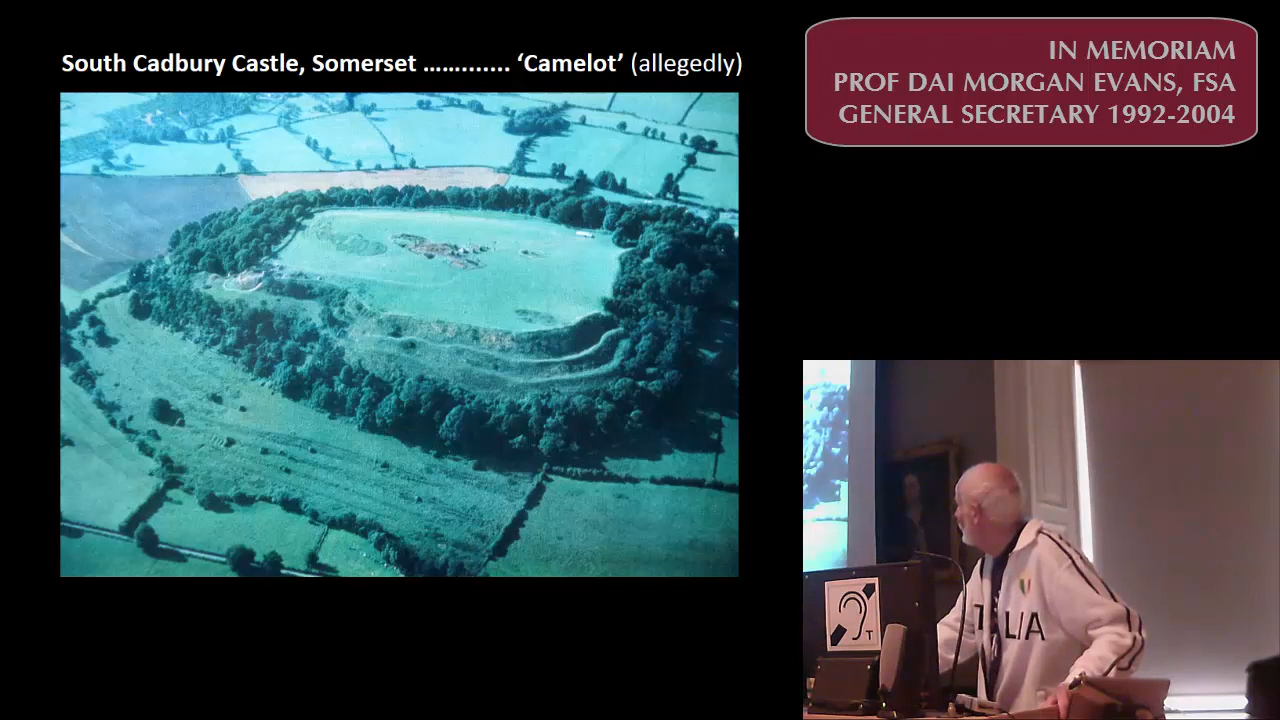 South Cadbury Castle, Somerset ............ ‘Camelot’ (allegedly)
IN MEMORIAM
PROF DAI MORGAN EVANS, FSA
GENERAL SECRETARY 1992-2004
T